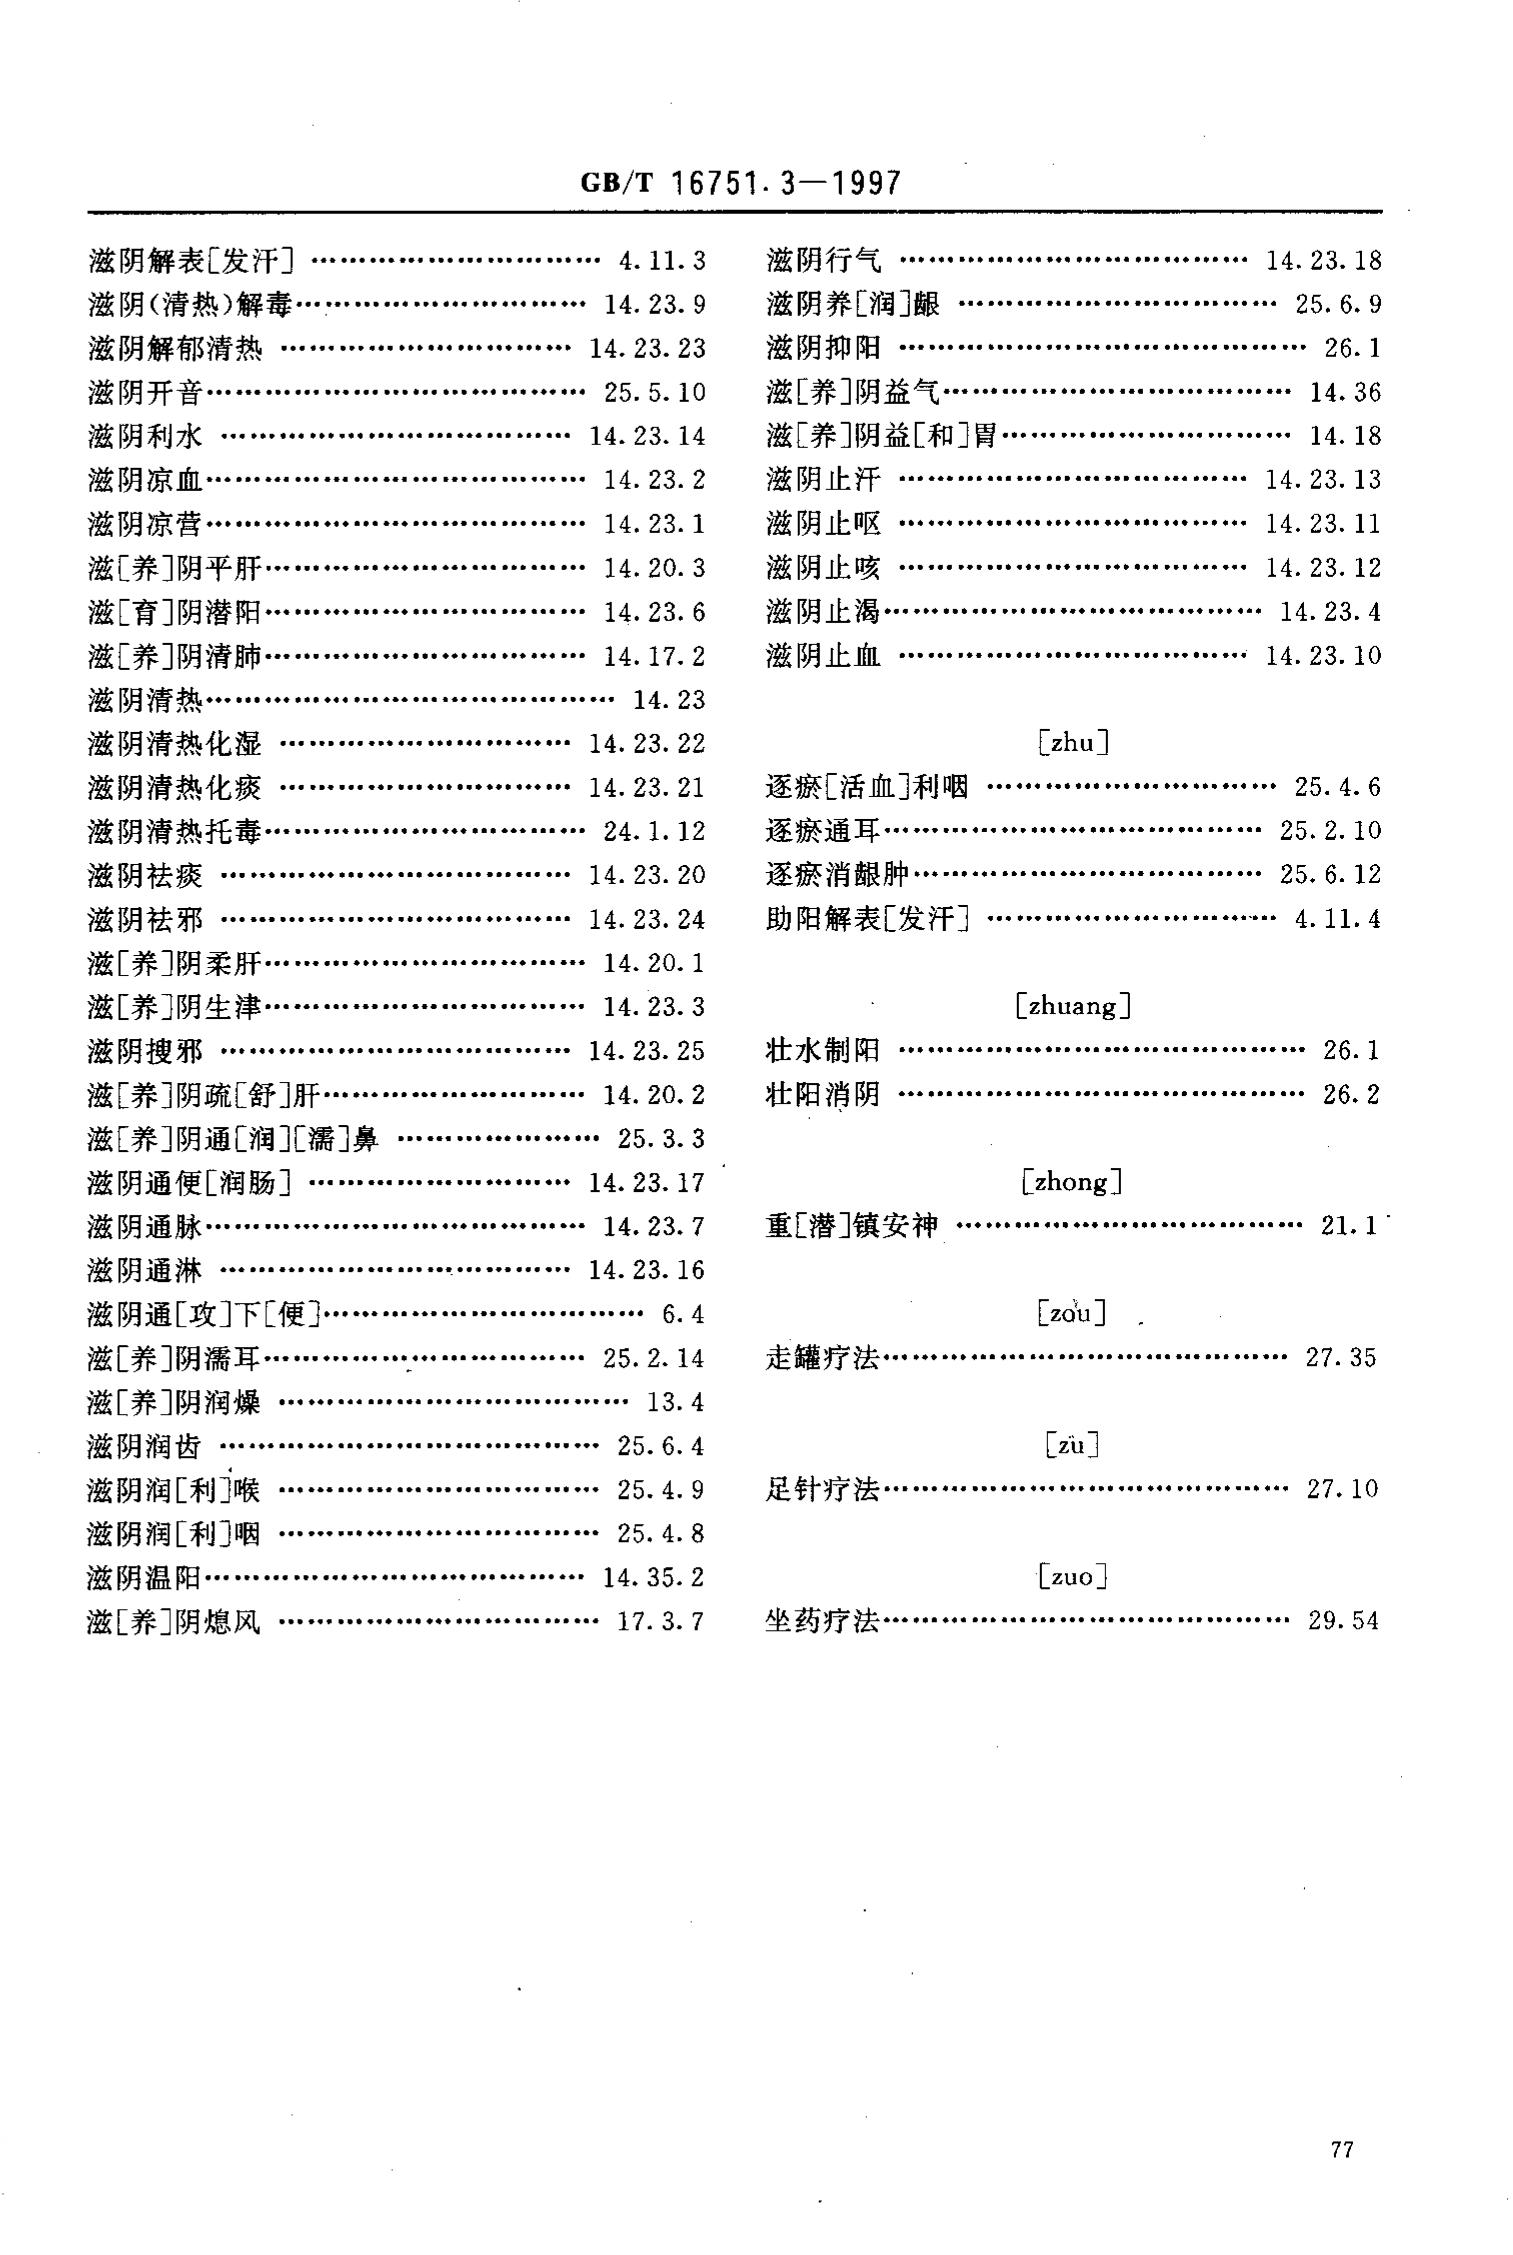 GB/T 16751.3—1997
滋阴解表[发汗] …………………………… 4.11.3
滋阴(清热)解毒…………………………… 14.23.9
滋阴解郁清热 …………………………… 14.23.23
滋阴开音…………………………………… 25.5.10
滋阴利水 ………………………………… 14.23.14
滋阴凉血…………………………………… 14.23.2
滋阴凉营…………………………………… 14.23.1
滋[养]阴平肝……………………………… 14.20.3
滋[育]阴潜阳……………………………… 14.23.6
滋[养]阴清肺……………………………… 14.17.2
滋阴清热……………………………………… 14.23
滋阴清热化湿 …………………………… 14.23.22
滋阴清热化痰 …………………………… 14.23.21
滋阴清热托毒……………………………… 24.1.12
滋阴祛痰 ………………………………… 14.23.20
滋阴祛邪 ………………………………… 14.23.24
滋[养]阴柔肝……………………………… 14.20.1
滋[养]阴生津……………………………… 14.23.3
滋阴搜邪 ………………………………… 14.23.25
滋[养]阴疏[舒]肝………………………… 14.20.2
滋[养]阴通[润][濡]鼻 …………………… 25.3.3
滋阴通便[润肠] ………………………… 14.23.17
滋阴通脉…………………………………… 14.23.7
滋阴通淋 ………………………………… 14.23.16
滋阴通[攻]下[便]……………………………… 6.4
滋[养]阴濡耳……………………………… 25.2.14
滋[养]阴润燥 ………………………………… 13.4
滋阴润齿 …………………………………… 25.6.4
滋阴润[利]喉 ……………………………… 25.4.9
滋阴润[利]咽 ……………………………… 25.4.8
滋阴温阳…………………………………… 14.35.2
滋[养]阴熄风 ……………………………… 17.3.7
滋阴行气 ………………………………… 14.23.18
滋阴养[润]龈 ……………………………… 25.6.9
滋阴抑阳 ……………………………………… 26.1
滋[养]阴益气………………………………… 14.36
滋[养]阴益[和]胃…………………………… 14.18
滋阴止汗 ………………………………… 14.23.13
滋阴止呕 ………………………………… 14.23.11
滋阴止咳 ………………………………… 14.23.12
滋阴止渴…………………………………… 14.23.4
滋阴止血 ………………………………… 14.23.10
[zhu]
逐瘀[活血]利咽 …………………………… 25.4.6
逐瘀通耳…………………………………… 25.2.10
逐瘀消龈肿………………………………… 25.6.12
助阳解表[发汗] …………………………… 4.11.4
[zhuang]
壮水制阳 ……………………………………… 26.1
壮阳消阴 ……………………………………… 26.2
[zhong]
重[潜]镇安神 ………………………………… 21.1
[zou]
走罐疗法……………………………………… 27.35
[zu]
足针疗法……………………………………… 27.10
[zuo]
坐药疗法……………………………………… 29.54
77